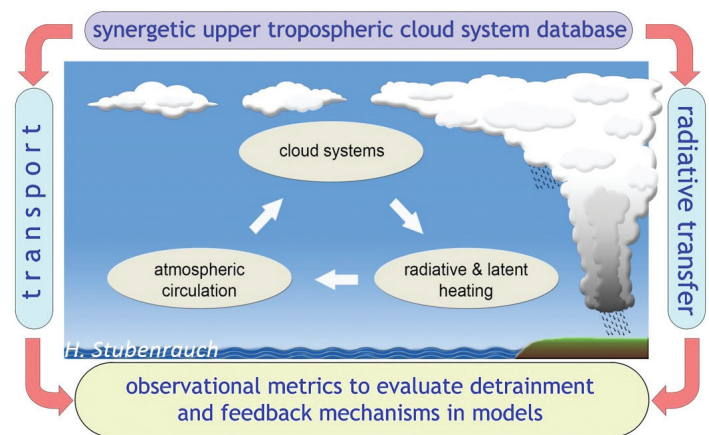 synergetic upper tropospheric cloud system database
transport
radiative transfer
cloud systems
atmospheric
circulation
radiative & latent
heating
H. Stubenrauch
observational metrics to evaluate detrainment
and feedback mechanisms in models